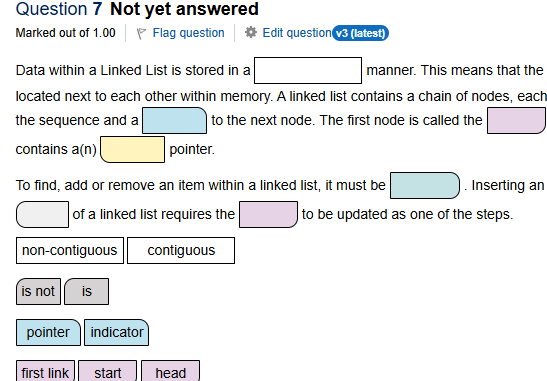 Question 7 Not yet answered
Marked out of 1.00 Flag question Edit question v3 (latest)
Data within a Linked List is stored in a manner. This means that the
located next to each other within memory. A linked list contains a chain of nodes, each
the sequence and a to the next node. The first node is called the
contains a(n) pointer.
To find, add or remove an item within a linked list, it must be . Inserting an
of a linked list requires the to be updated as one of the steps.
non-contiguous contiguous
is not is
pointer indicator
first link start head